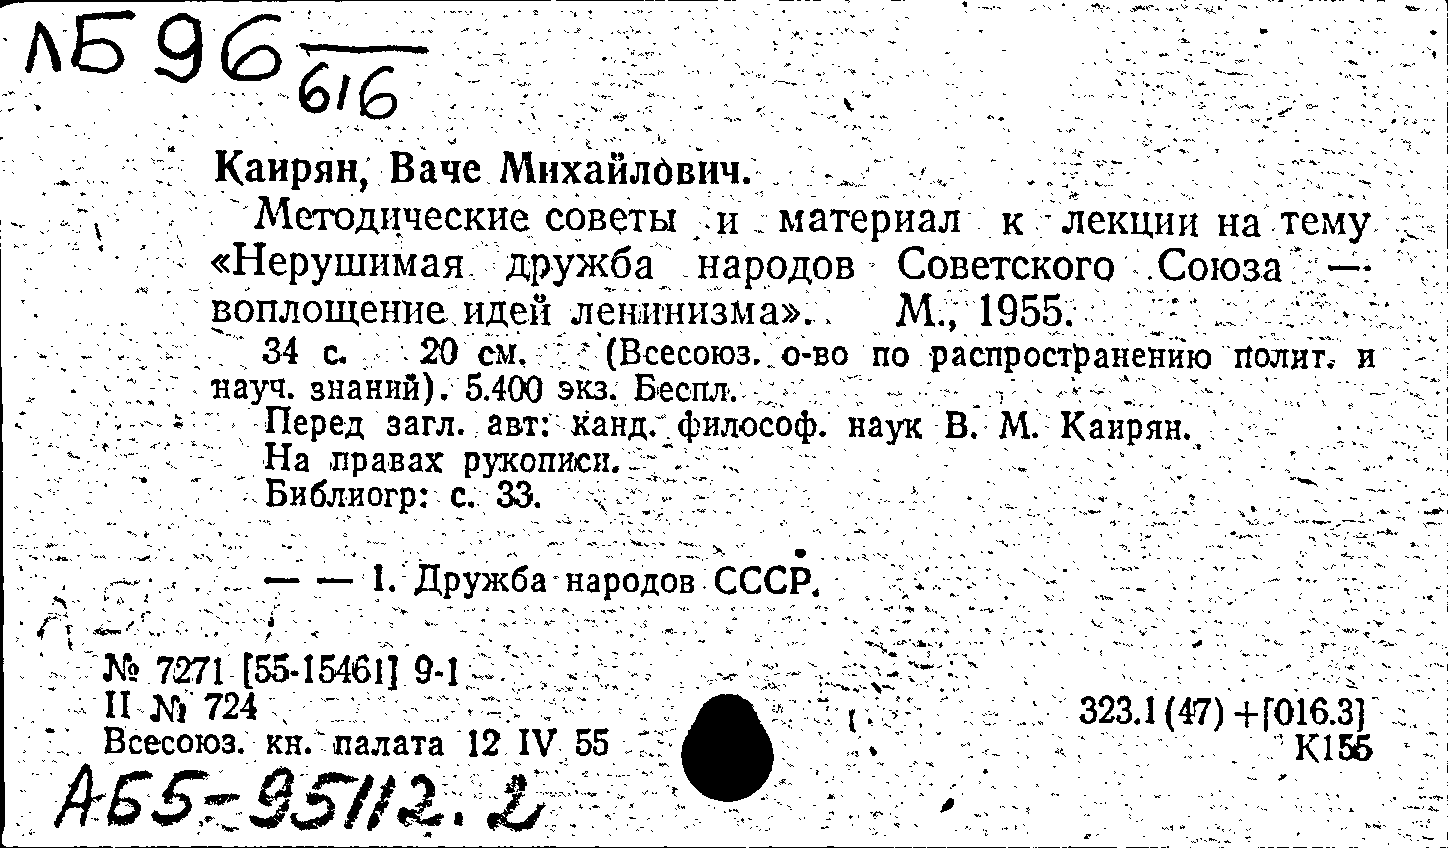 ЛБ 96
616
Каирян, Ваче Михайлович.
Методические советы и материал к лекции на тему
«Нерушимая дружба народов Советского Союза —
воплощение идей ленинизма». М., 1955.
34 с. 20 см. (Всесоюз. о-во по распространению полит. и
науч. знаний). 5.400 экз. Беспл.
Перед загл. авт: канд. философ. наук В. М. Каирян.
На правах рукописи.
Библиогр: с. 33.
— — 1. Дружба народов СССР.
№ 7271 [55-15461] 9-1
II № 724
323.1(47)+[016.3]
Всесоюз. кн. палата 12 IV 55
К155
А55-95112.2